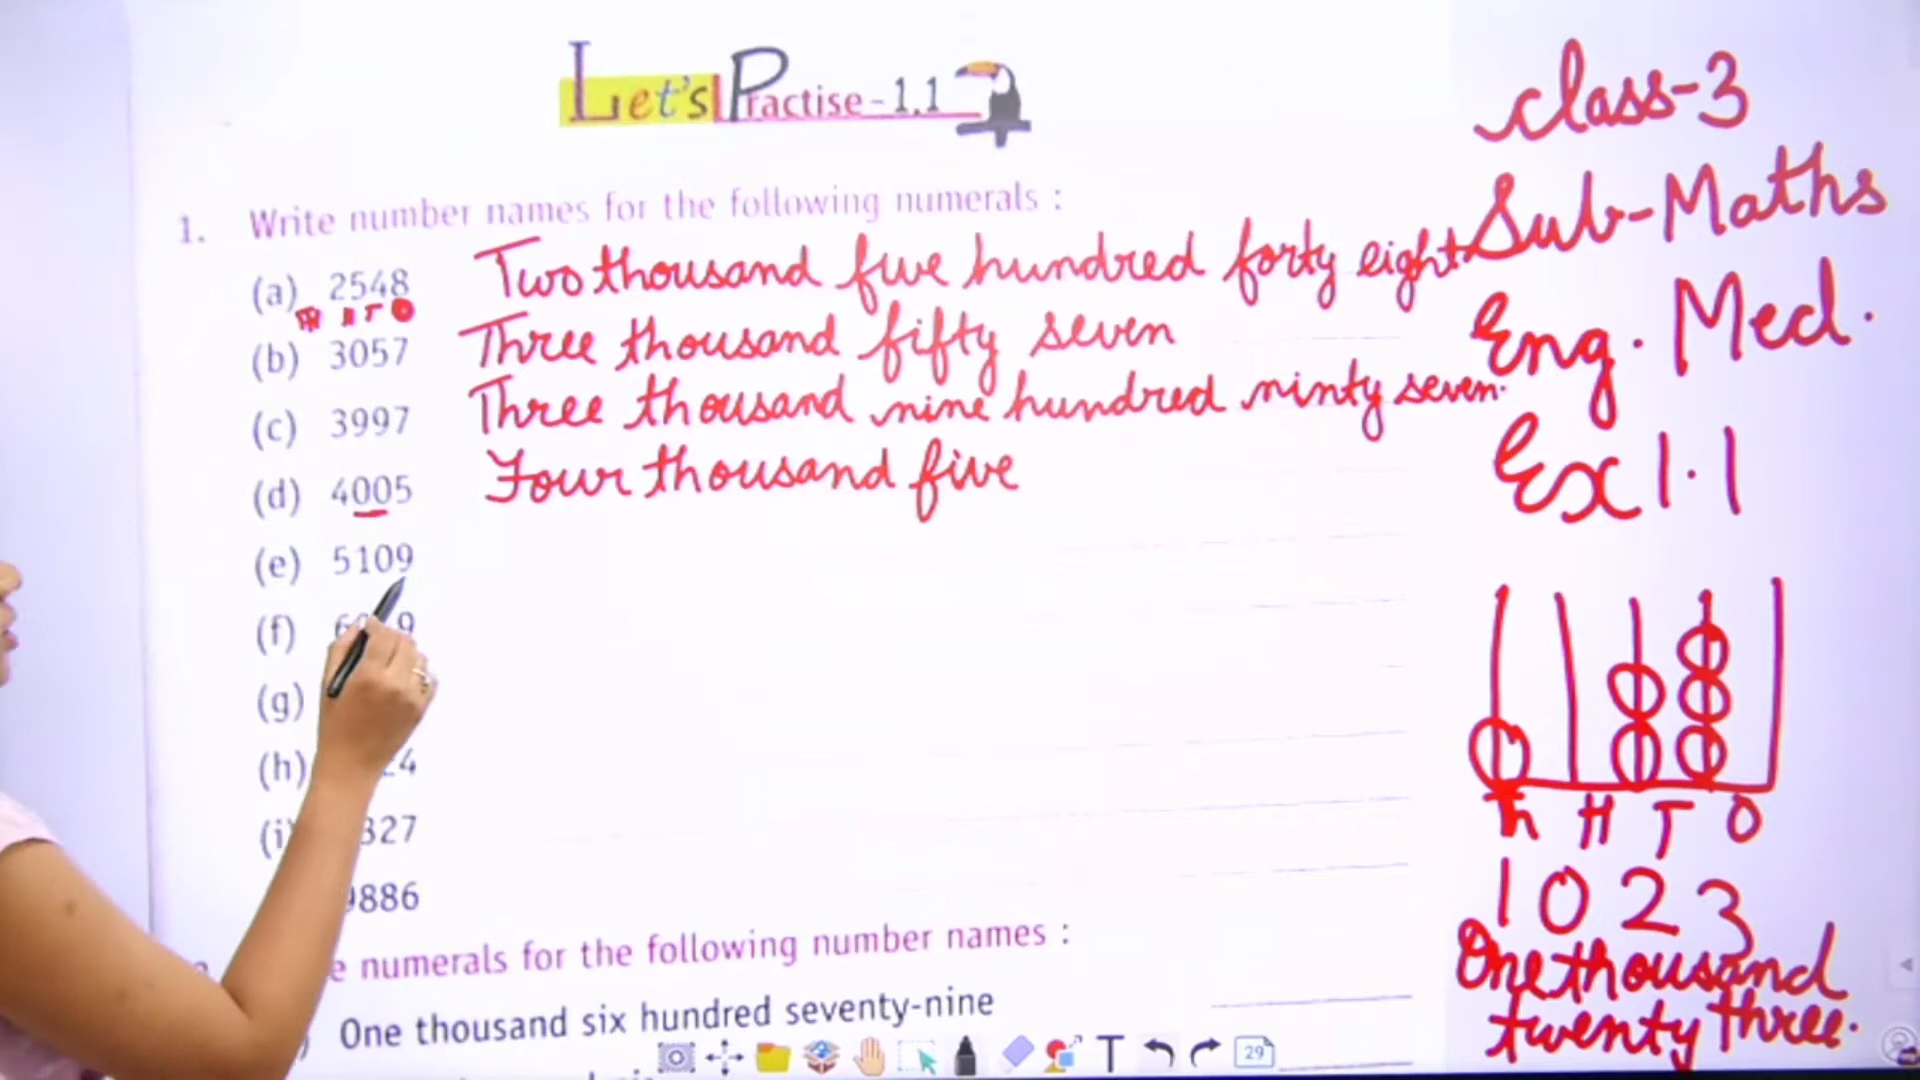 Let's Practise-1.1
class-3
Sub-Maths
Eng. Med.
Ex 1.1
1. Write number names for the following numerals :
(a) 2548 Two thousand five hundred forty eight
Th H T O
(b) 3057 Three thousand fifty seven
(c) 3997 Three thousand nine hundred ninty seven.
(d) 4005 Four thousand five
(e) 5109
(f)
(g)
(h) 24
(i) 327
9886
numerals for the following number names :
One thousand six hundred seventy-nine
Th H T O
1 0 2 3
One thousand
twenty three.
T
29